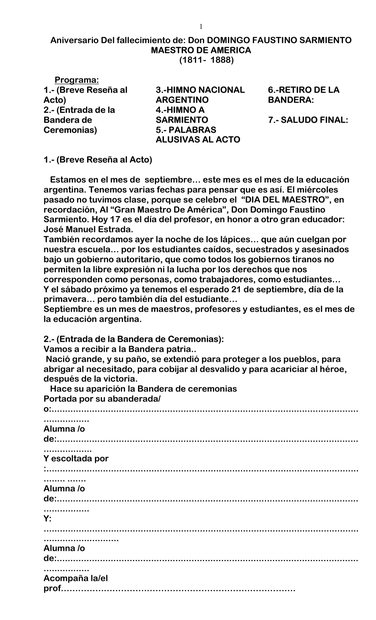 1
Aniversario Del fallecimiento de: Don DOMINGO FAUSTINO SARMIENTO
MAESTRO DE AMERICA
(1811- 1888)
Programa:
1.- (Breve Reseña al
Acto)
2.- (Entrada de la
Bandera de
Ceremonias)
3.-HIMNO NACIONAL
ARGENTINO
4.-HIMNO A
SARMIENTO
5.- PALABRAS
ALUSIVAS AL ACTO
6.-RETIRO DE LA
BANDERA:
7.- SALUDO FINAL:
1.- (Breve Reseña al Acto)
Estamos en el mes de septiembre... este mes es el mes de la educación
argentina. Tenemos varias fechas para pensar que es así. El miércoles
pasado no tuvimos clase, porque se celebro el “DIA DEL MAESTRO”, en
recordación, Al “Gran Maestro De América”, Don Domingo Faustino
Sarmiento. Hoy 17 es el día del profesor, en honor a otro gran educador:
José Manuel Estrada.
También recordamos ayer la noche de los lápices... que aún cuelgan por
nuestra escuela... por los estudiantes caídos, secuestrados y asesinados
bajo un gobierno autoritario, que como todos los gobiernos tiranos no
permiten la libre expresión ni la lucha por los derechos que nos
corresponden como personas, como trabajadores, como estudiantes...
Y el sábado próximo ya tenemos el esperado 21 de septiembre, día de la
primavera... pero también día del estudiante...
Septiembre es un mes de maestros, profesores y estudiantes, es el mes de
la educación argentina.
2.- (Entrada de la Bandera de Ceremonias):
Vamos a recibir a la Bandera patria..
Nació grande, y su paño, se extendió para proteger a los pueblos, para
abrigar al necesitado, para cobijar al desvalido y para acariciar al héroe,
después de la victoria.
Hace su aparición la Bandera de ceremonias
Portada por su abanderada/
o:................................................................................................
................
Alumna /o
de:..............................................................................................
.................
Y escoltada por
:..................................................................................................
........ .......
Alumna /o
de:..............................................................................................
................
Y:
...................................................................................................
..........................
Alumna /o
de:..............................................................................................
................
Acompaña la/el
prof.........................................................................